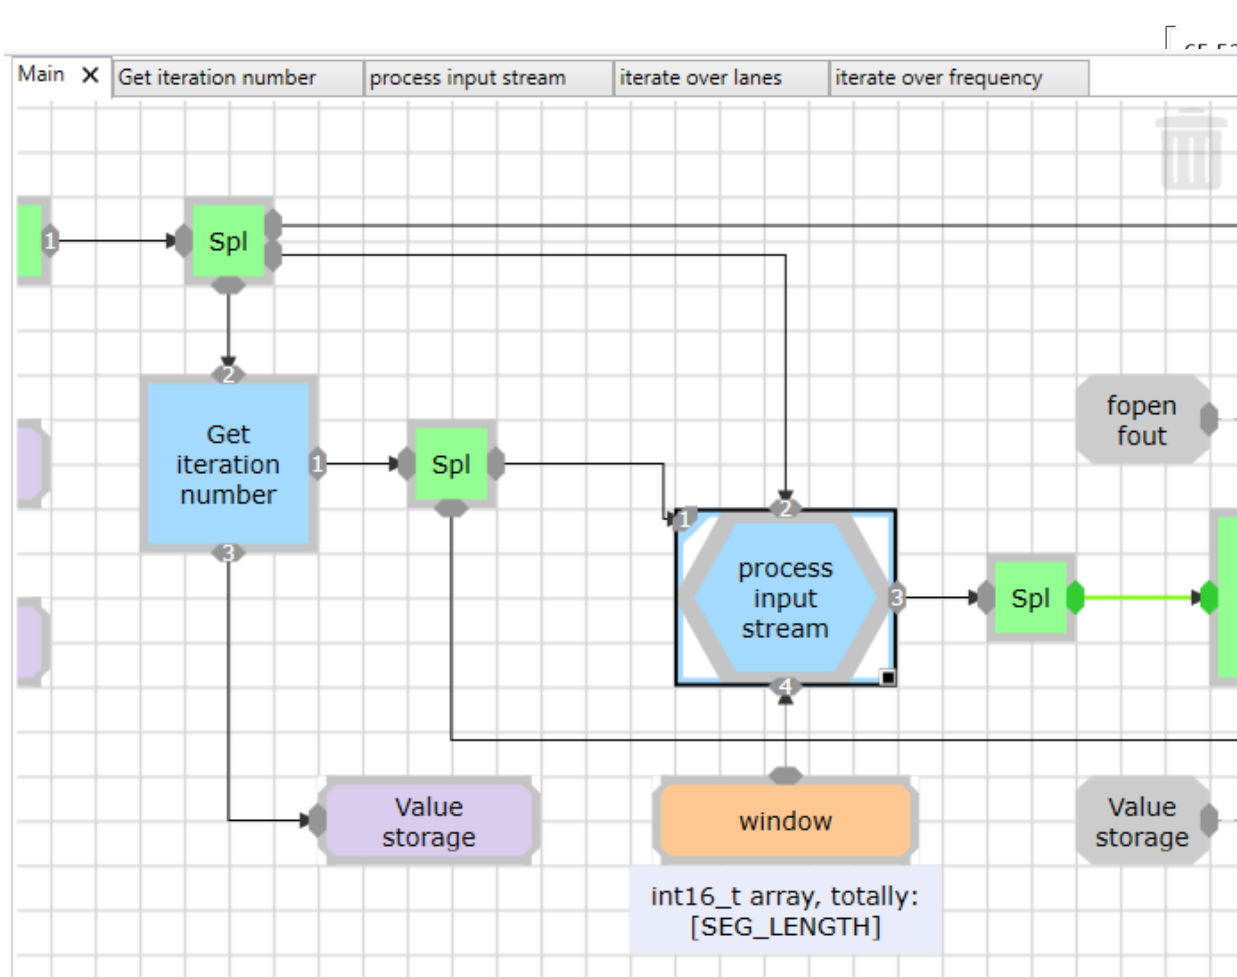 Main X Get iteration number process input stream iterate over lanes iterate over frequency
1
Spl
2
Get
iteration
number
1
3
Spl
fopen
fout
1
2
process
input
stream
3
4
Spl
Value
storage
window
Value
storage
int16_t array, totally:
[SEG_LENGTH]